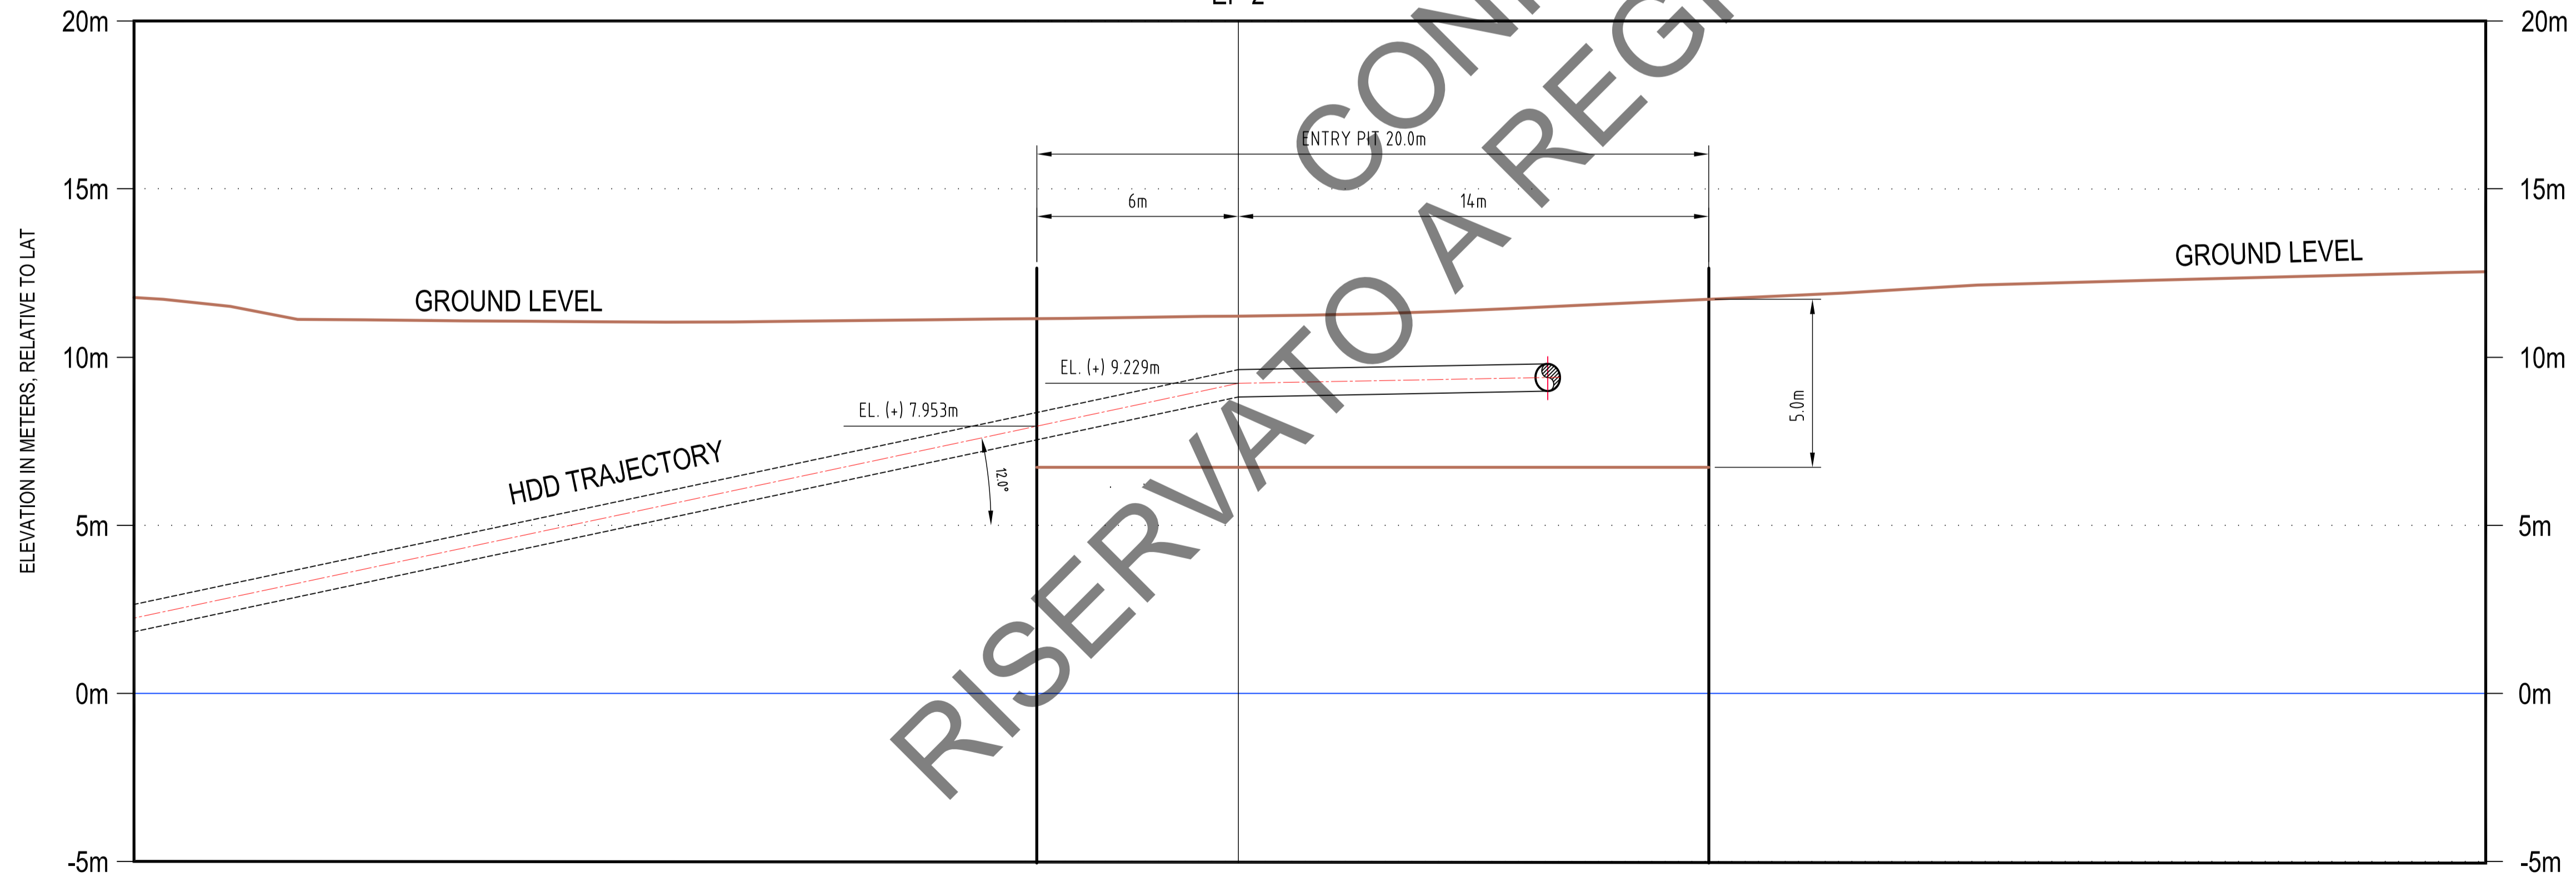 20m
20m
ENTRY PIT 20.0m
15m
15m
6m
14m
GROUND LEVEL
GROUND LEVEL
ELEVATION IN METERS, RELATIVE TO LAT
10m
10m
EL. (+) 9.229m
EL. (+) 7.953m
5.0m
HDD TRAJECTORY
12.0°
5m
5m
0m
0m
-5m
-5m
RISERVATO A